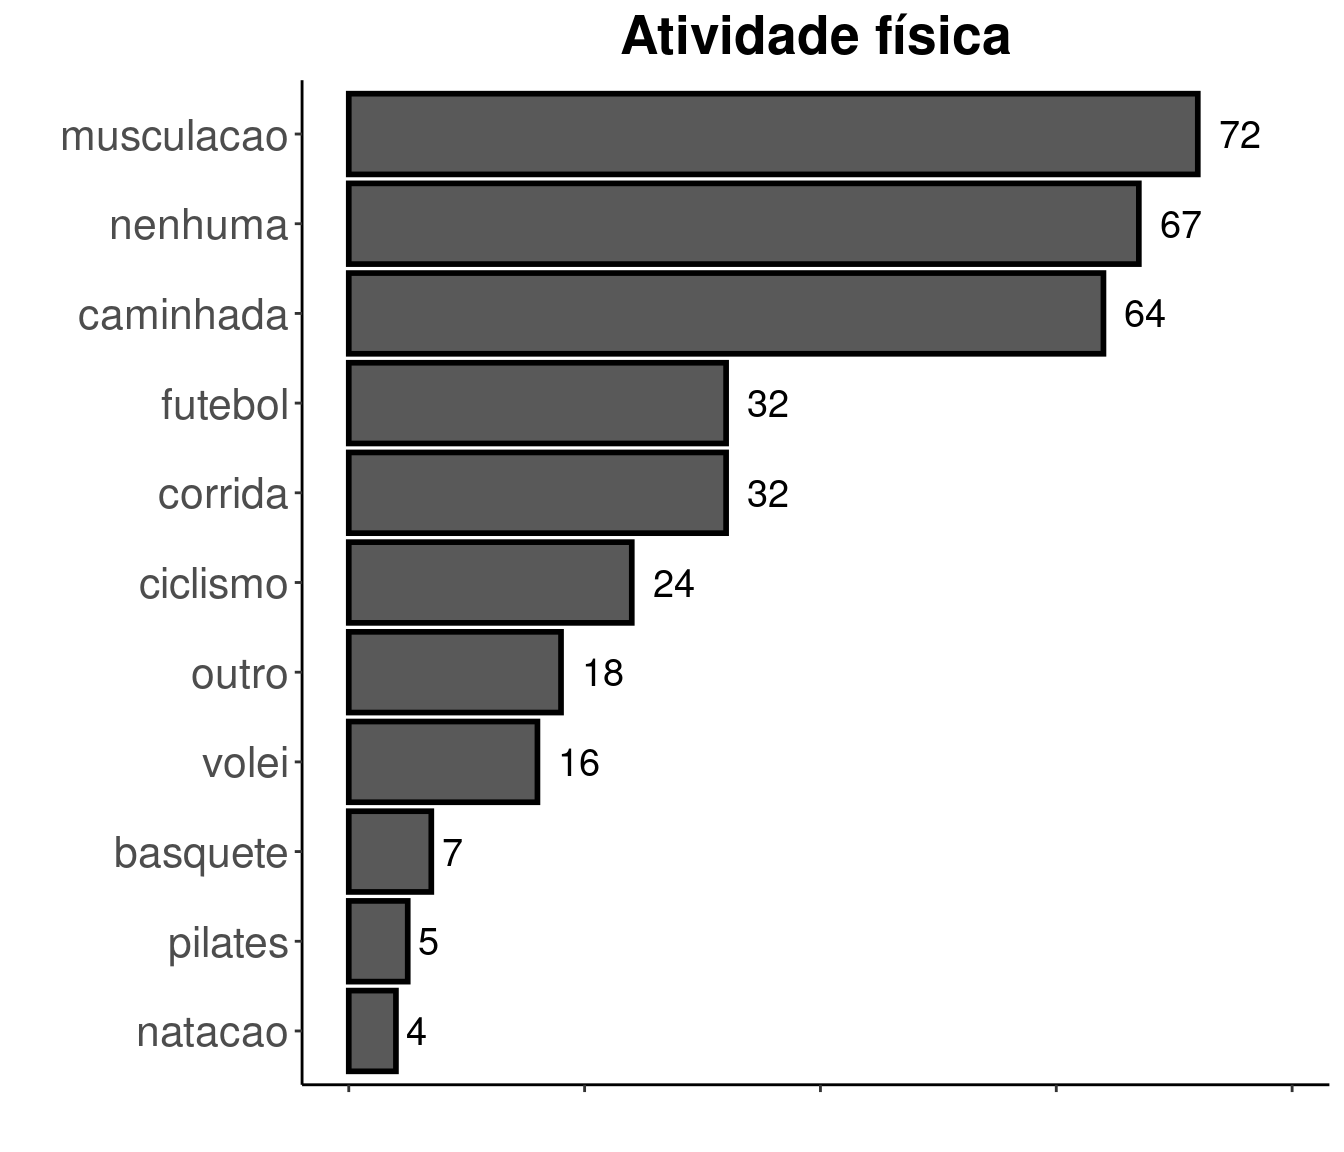 Atividade física
musculacao 72
nenhuma 67
caminhada 64
futebol 32
corrida 32
ciclismo 24
outro 18
volei 16
basquete 7
pilates 5
natacao 4